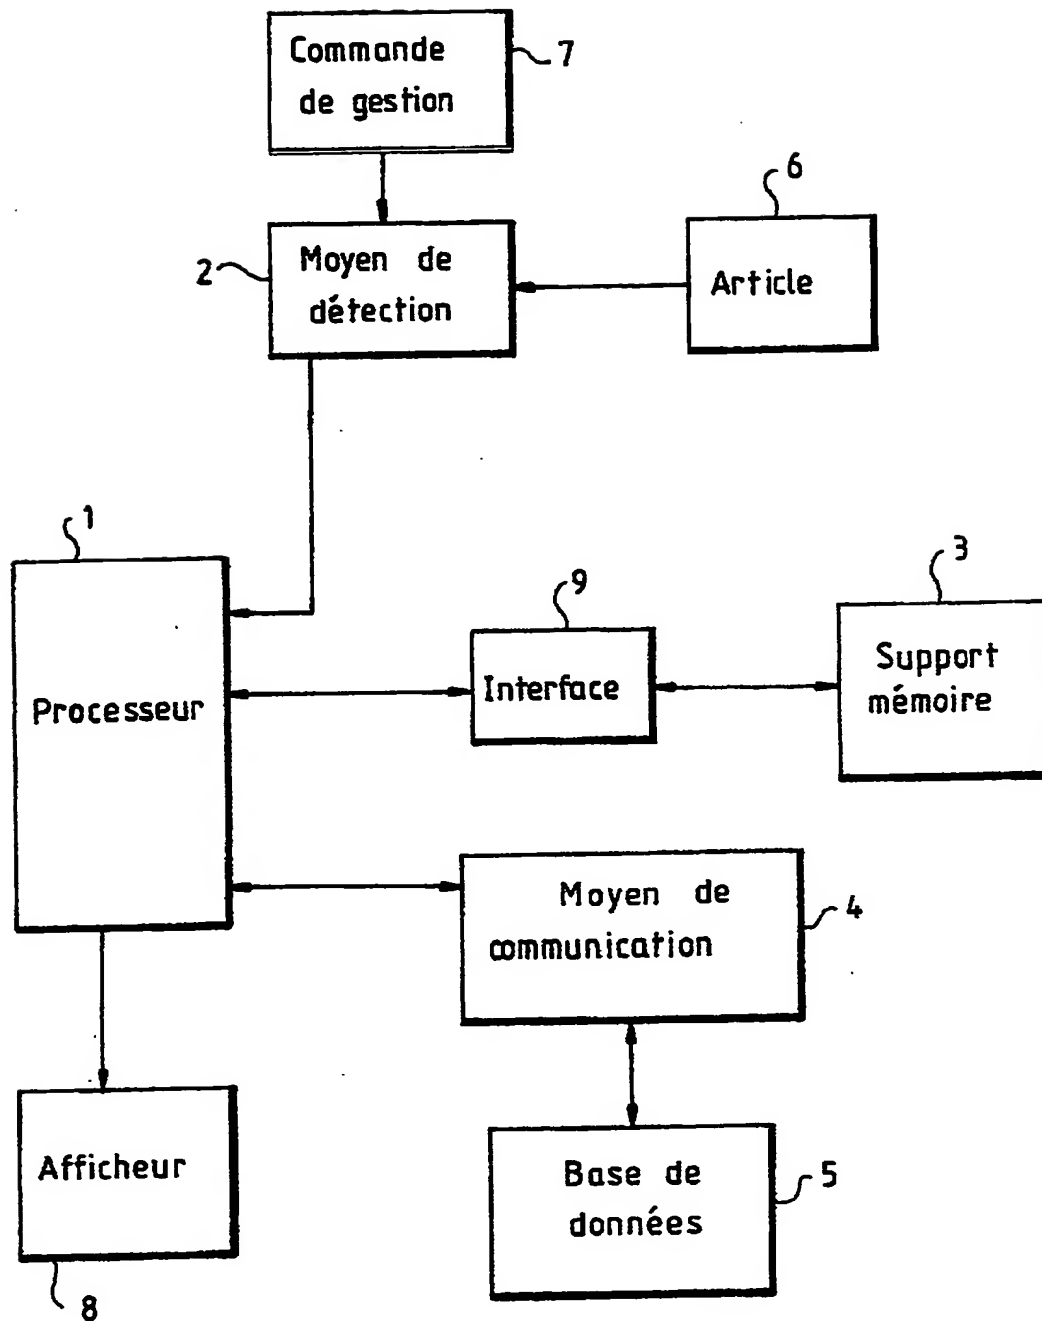 Commande
de gestion
7
6
2
Moyen de
détection
Article
1
9
3
Processeur
Interface
Support
mémoire
Moyen de
communication
4
Afficheur
Base de
données
5
8